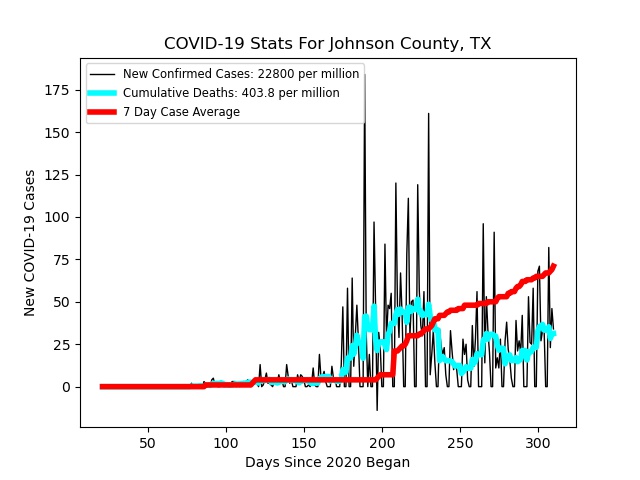 COVID-19 Stats For Johnson County, TX
New Confirmed Cases: 22800 per million
Cumulative Deaths: 403.8 per million
7 Day Case Average
New COVID-19 Cases
175
150
125
100
75
50
25
0
50 100 150 200 250 300
Days Since 2020 Began